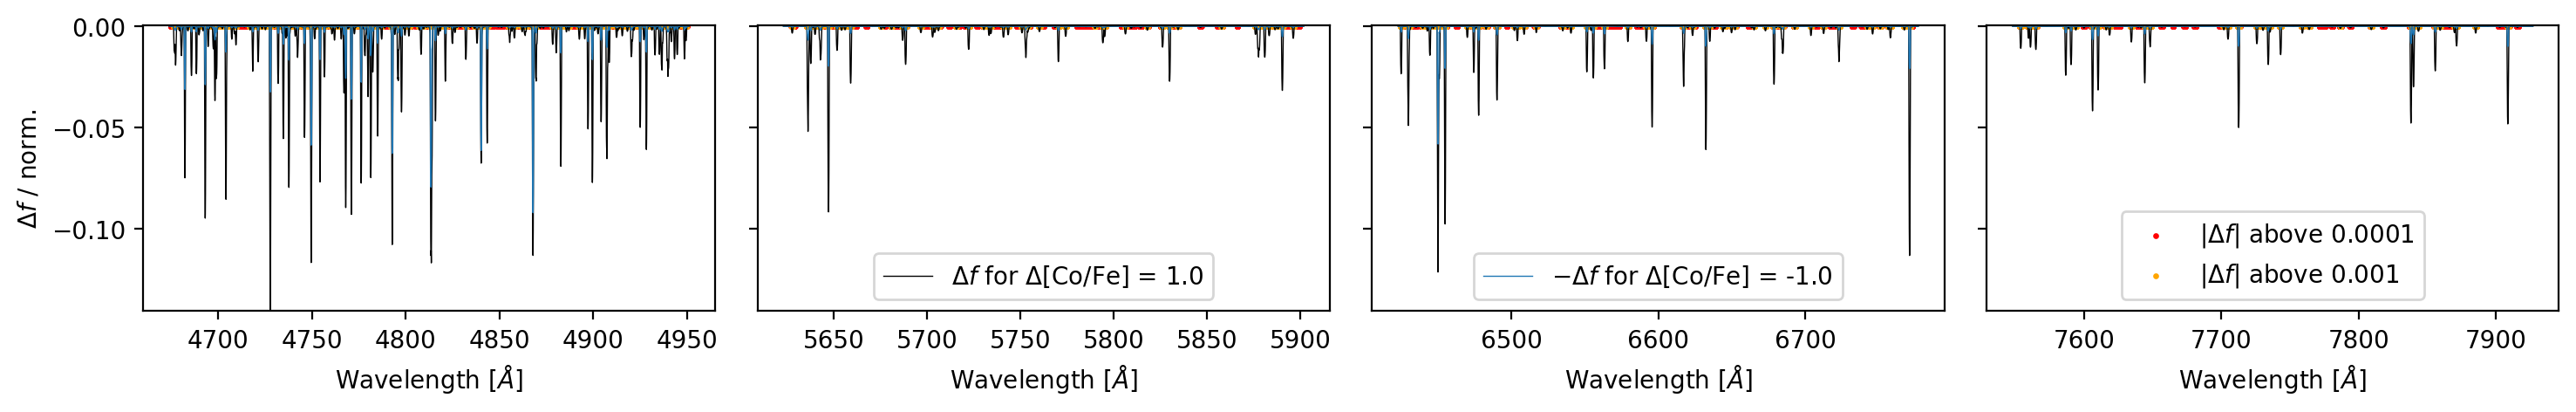 Δf / norm.
0.00
−0.05
−0.10
4700 4750 4800 4850 4900 4950
Wavelength [Å]
5650 5700 5750 5800 5850 5900
Wavelength [Å]
Δf for Δ[Co/Fe] = 1.0
6500 6600 6700
Wavelength [Å]
−Δf for Δ[Co/Fe] = -1.0
7600 7700 7800 7900
Wavelength [Å]
|Δf| above 0.0001
|Δf| above 0.001